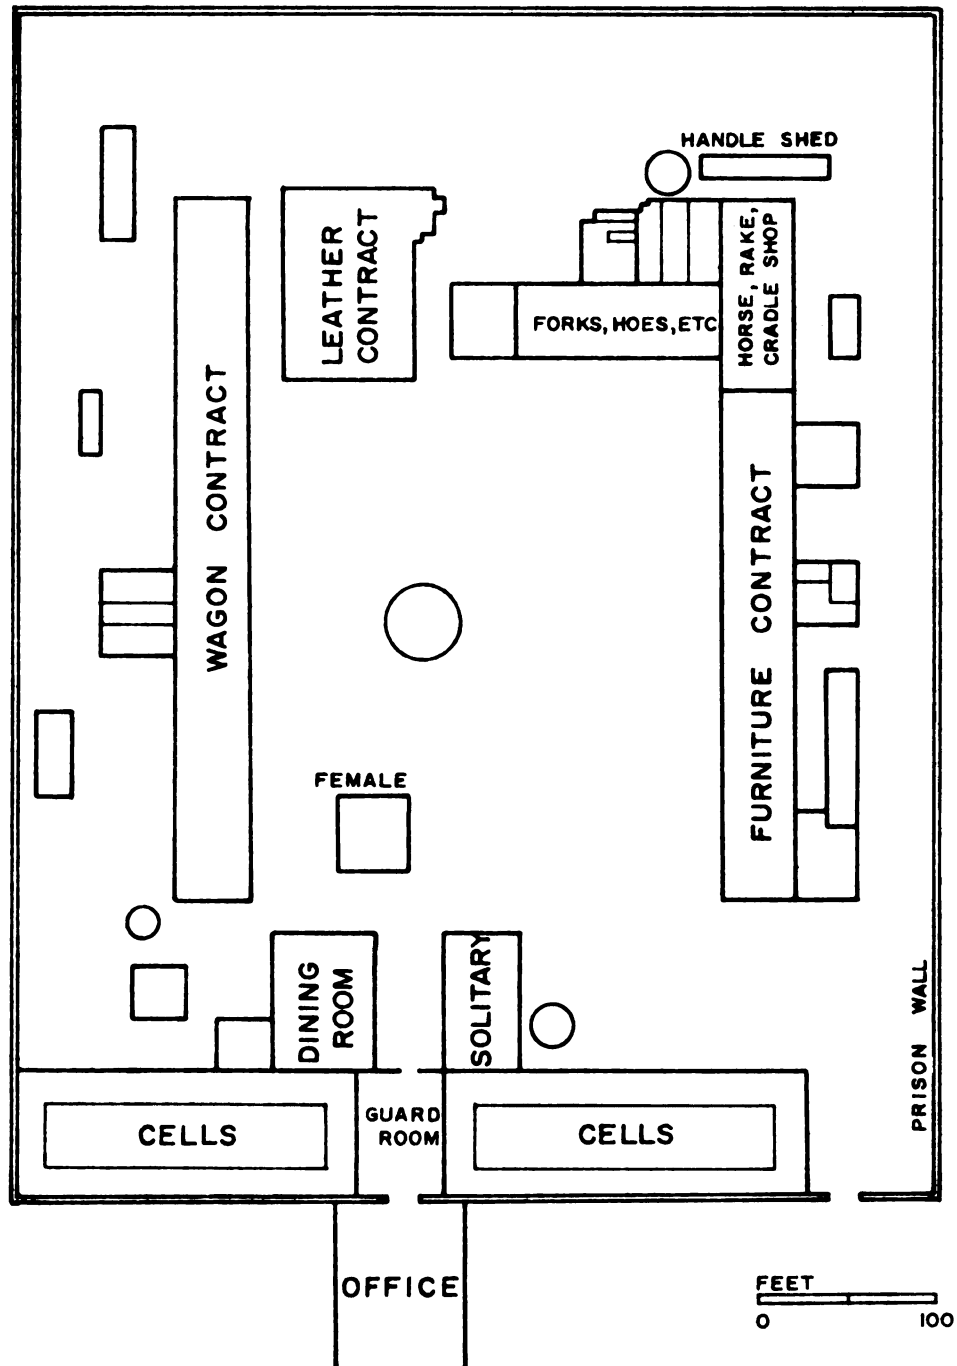 HANDLE SHED
LEATHER
CONTRACT
HORSE, RAKE,
CRADLE SHOP
FORKS, HOES, ETC
WAGON CONTRACT
FURNITURE CONTRACT
FEMALE
DINING
ROOM
SOLITARY
PRISON WALL
CELLS
GUARD
ROOM
CELLS
OFFICE
FEET
0 100